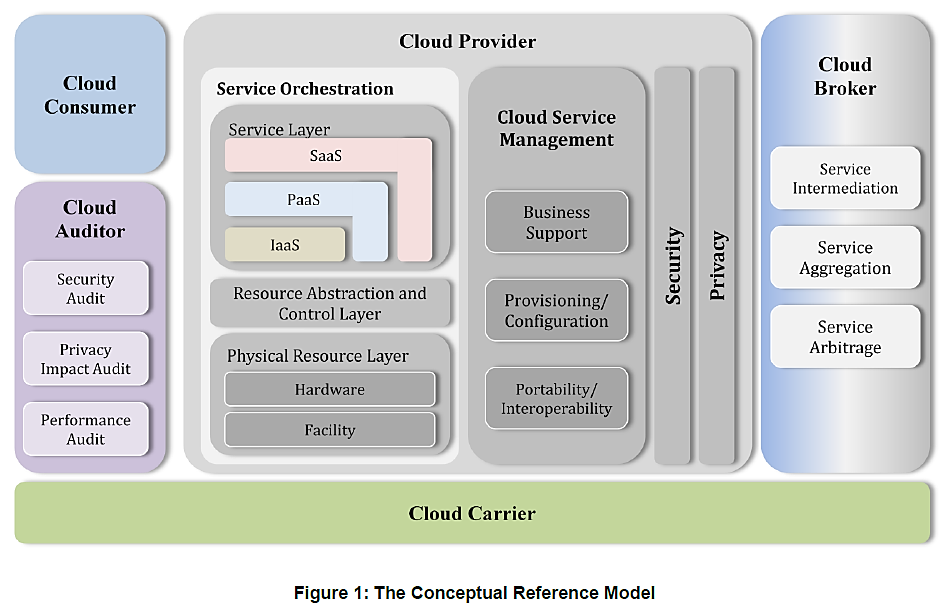 Cloud
Consumer
Cloud
Auditor
Security
Audit
Privacy
Impact Audit
Performance
Audit
Cloud Provider
Service Orchestration
Service Layer
SaaS
PaaS
IaaS
Resource Abstraction and
Control Layer
Physical Resource Layer
Hardware
Facility
Cloud Service
Management
Business
Support
Provisioning/
Configuration
Portability/
Interoperability
Security
Privacy
Cloud
Broker
Service
Intermediation
Service
Aggregation
Service
Arbitrage
Cloud Carrier
Figure 1: The Conceptual Reference Model